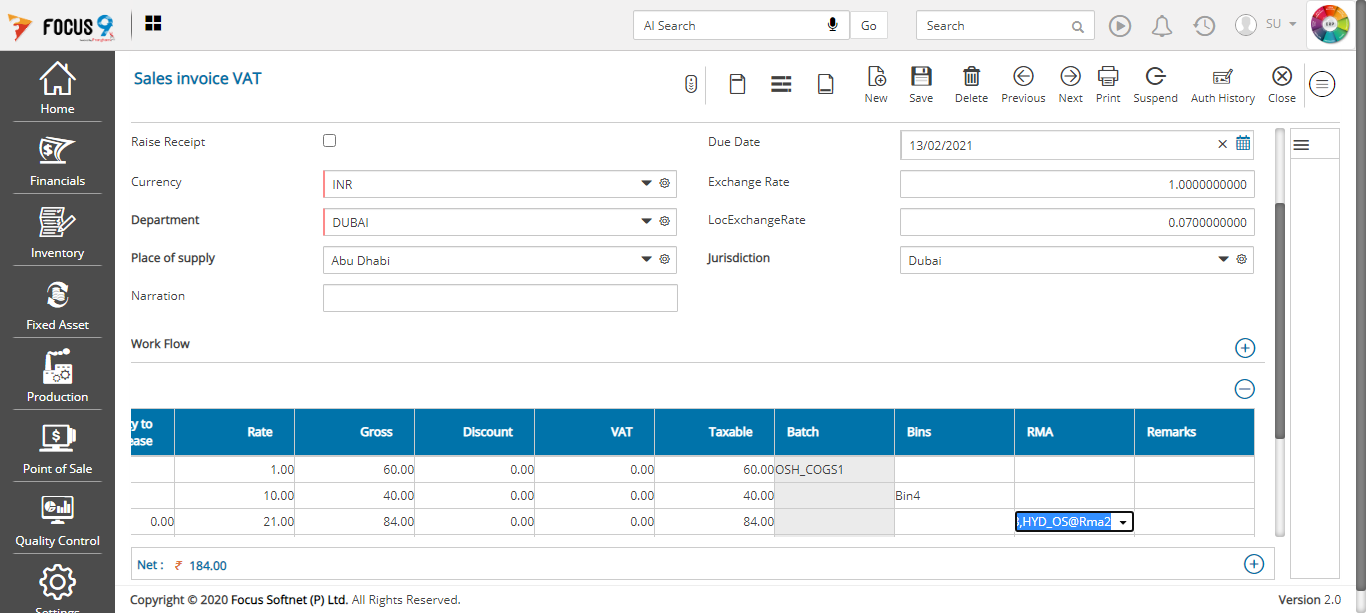 FOCUS 9
AI Search
Go
Search
SU
ERP
Home
Financials
Inventory
Fixed Asset
Production
Point of Sale
Quality Control
Settings
Sales invoice VAT
New
Save
Delete
Previous
Next
Print
Suspend
Auth History
Close
Raise Receipt
Due Date
13/02/2021
Currency
INR
Exchange Rate
1.0000000000
Department
DUBAI
LocExchangeRate
0.0700000000
Place of supply
Abu Dhabi
Jurisdiction
Dubai
Narration
Work Flow
y to ase Rate Gross Discount VAT Taxable Batch Bins RMA Remarks
1.00 60.00 0.00 0.00 60.00 OSH_COGS1
10.00 40.00 0.00 0.00 40.00 Bin4
0.00 21.00 84.00 0.00 0.00 84.00 ,HYD_OS@Rma2
Net : ₹ 184.00
Copyright © 2020 Focus Softnet (P) Ltd. All Rights Reserved.
Version 2.0